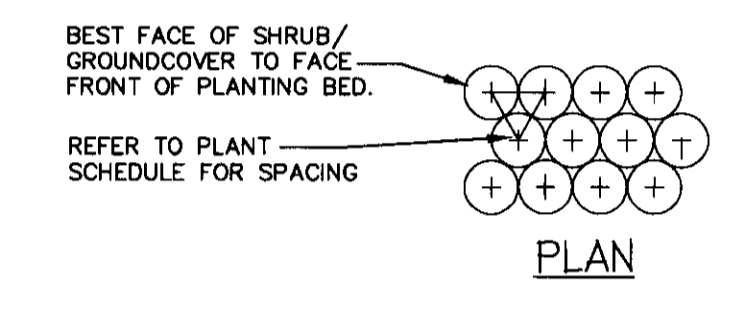 BEST FACE OF SHRUB/
GROUNDCOVER TO FACE
FRONT OF PLANTING BED.
REFER TO PLANT
SCHEDULE FOR SPACING
PLAN